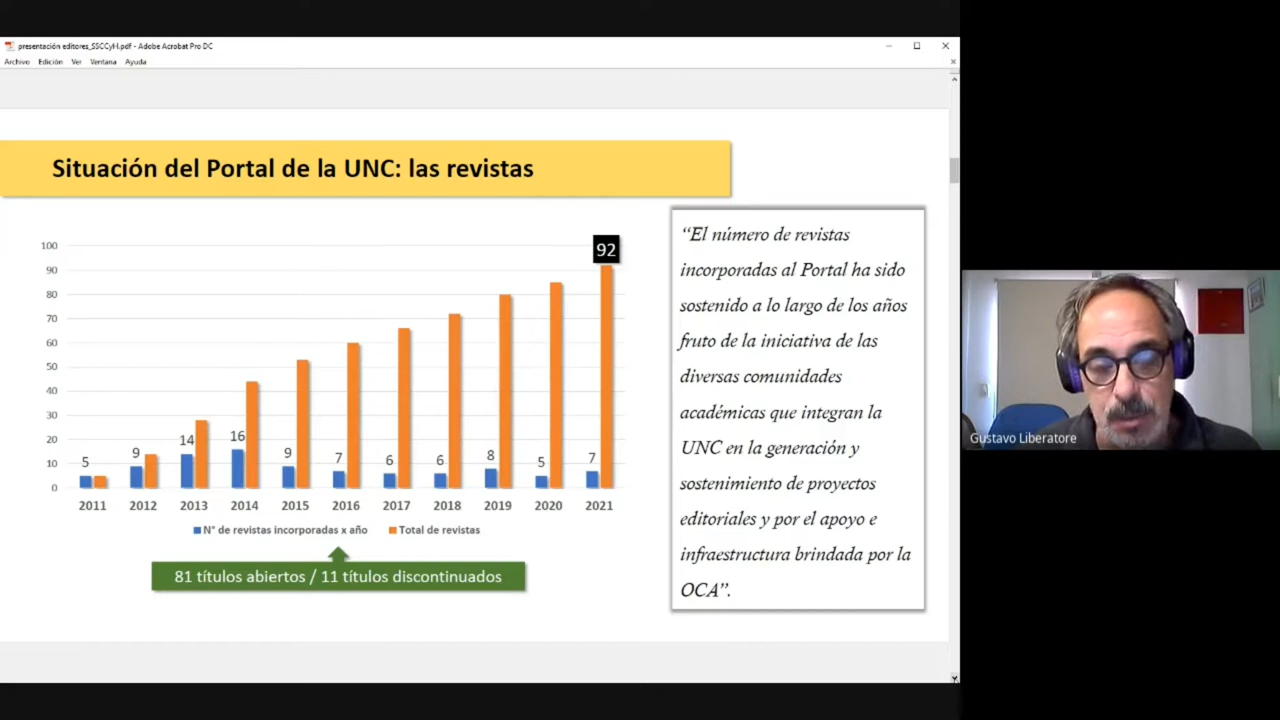 presentación editores_SSCCyH.pdf - Adobe Acrobat Pro DC
Archivo Edición Ver Ventana Ayuda
Situación del Portal de la UNC: las revistas
100
90
80
70
60
50
40
30
20
10
0
5
9
14
16
9
7
6
6
8
5
7
92
2011 2012 2013 2014 2015 2016 2017 2018 2019 2020 2021
N° de revistas incorporadas x año Total de revistas
81 títulos abiertos / 11 títulos discontinuados
“El número de revistas
incorporadas al Portal ha sido
sostenido a lo largo de los años
fruto de la iniciativa de las
diversas comunidades
académicas que integran la
UNC en la generación y
sostenimiento de proyectos
editoriales y por el apoyo e
infraestructura brindada por la
OCA”.
Gustavo Liberatore